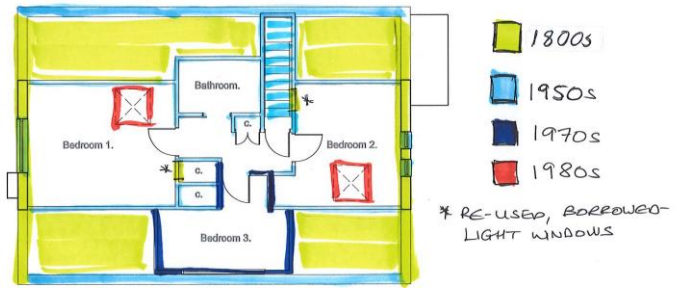 1800s
1950s
Bathroom.
*
c.
1970s
Bedroom 1.
Bedroom 2.
*
c.
1980s
c.
* RE-USED, BORROWED-
LIGHT WINDOWS
Bedroom 3.